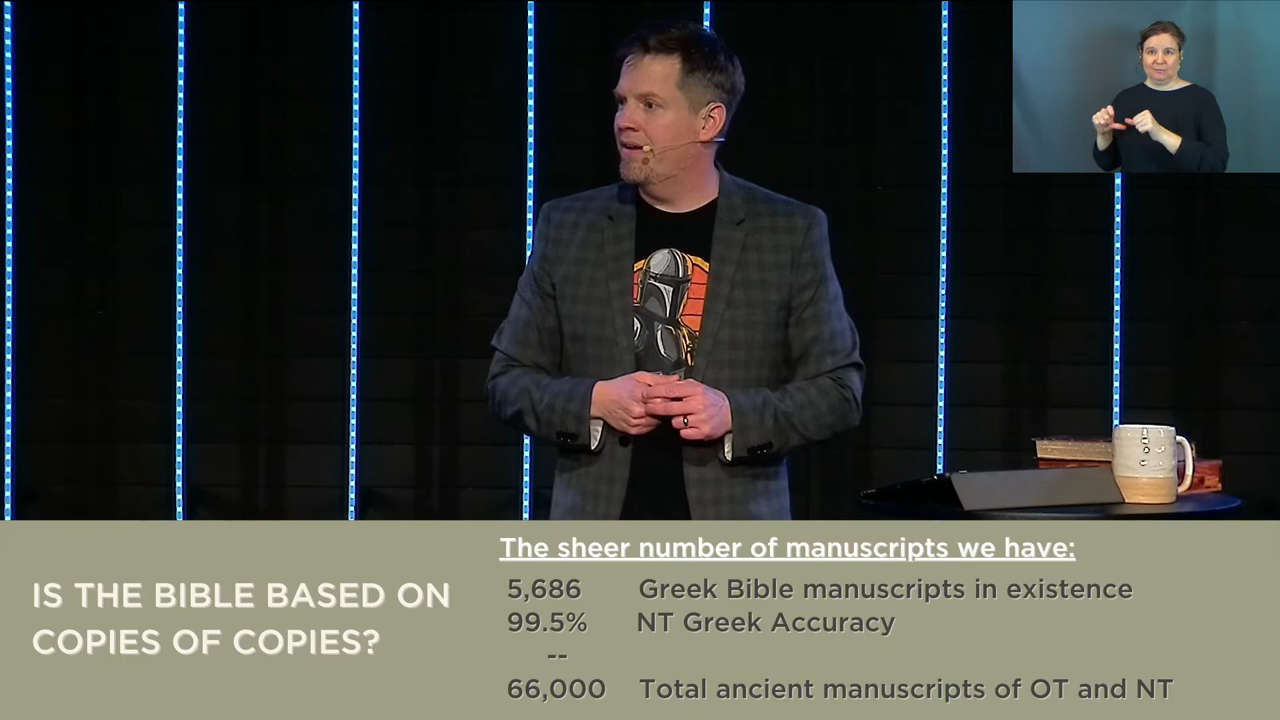 IS THE BIBLE BASED ON
COPIES OF COPIES?
The sheer number of manuscripts we have:
5,686 Greek Bible manuscripts in existence
99.5% NT Greek Accuracy
--
66,000 Total ancient manuscripts of OT and NT